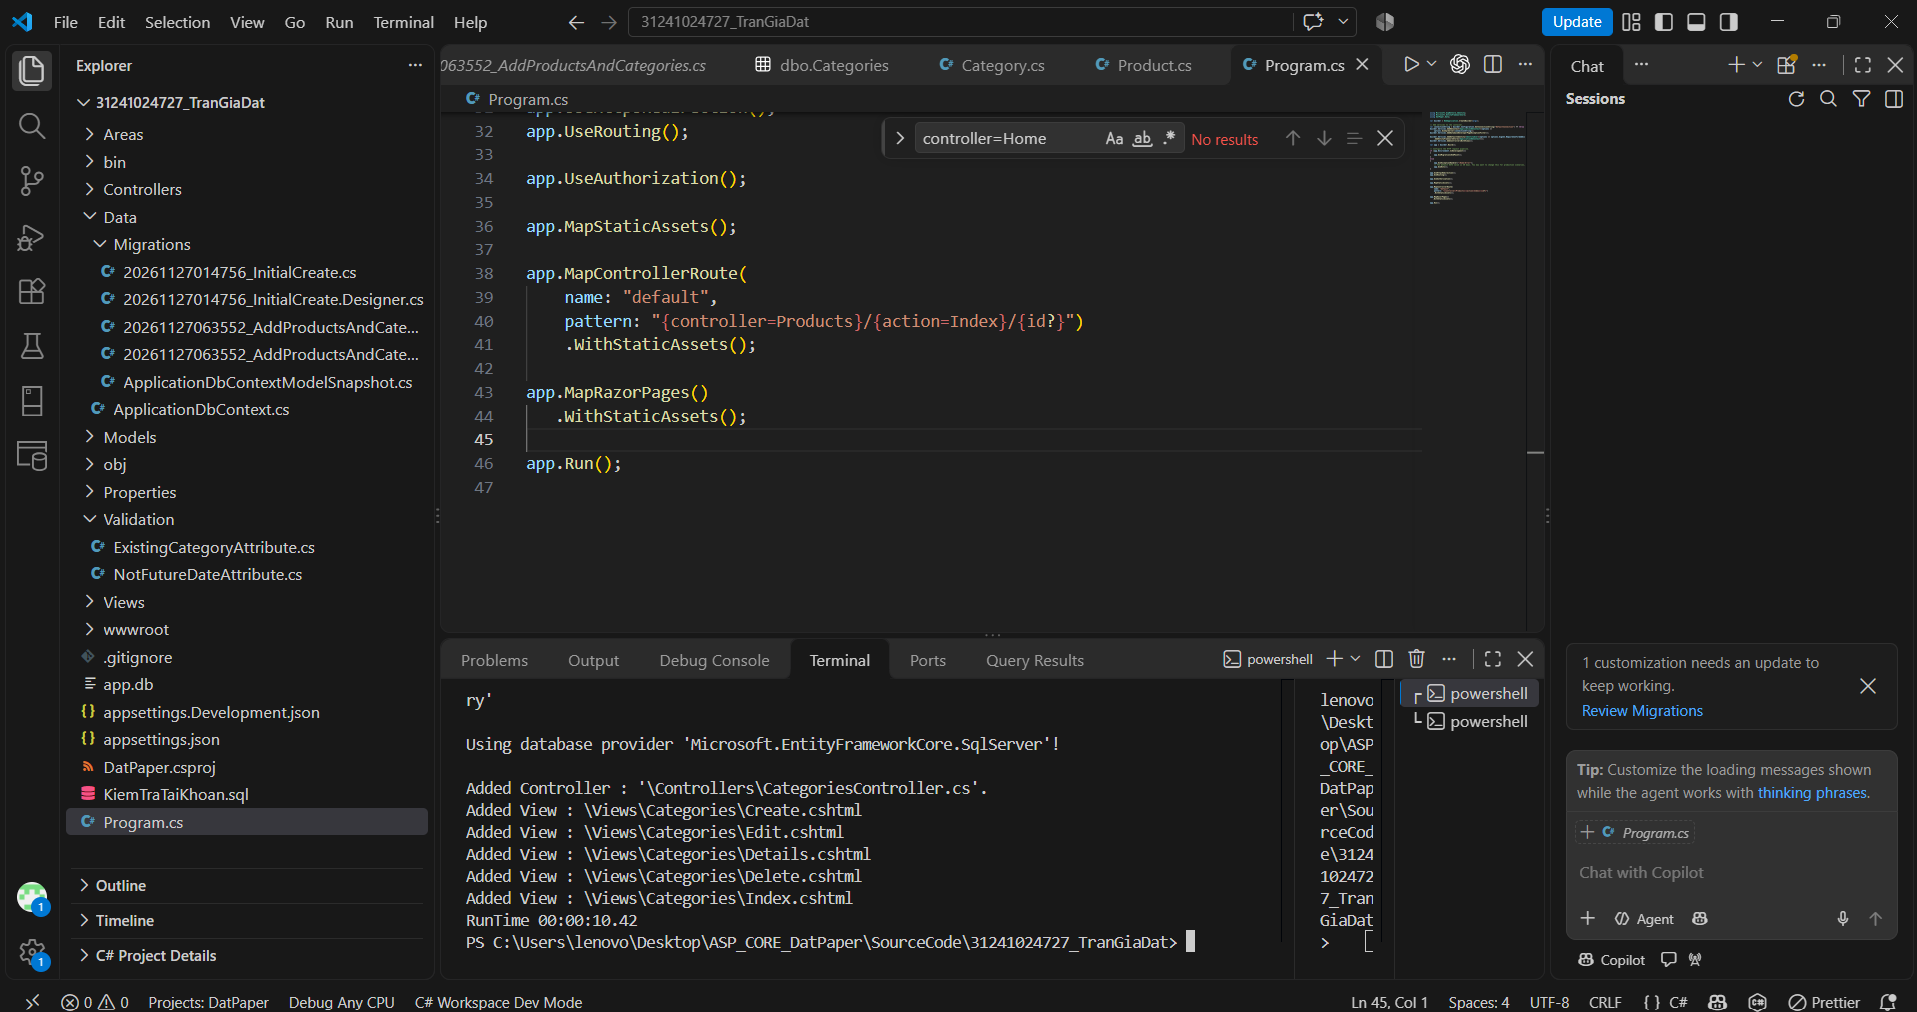 File Edit Selection View Go Run Terminal Help
31241024727_TranGiaDat
Update
Explorer
31241024727_TranGiaDat
Areas
bin
Controllers
Data
Migrations
20261127014756_InitialCreate.cs
20261127014756_InitialCreate.Designer.cs
20261127063552_AddProductsAndCate...
20261127063552_AddProductsAndCate...
ApplicationDbContextModelSnapshot.cs
ApplicationDbContext.cs
Models
obj
Properties
Validation
ExistingCategoryAttribute.cs
NotFutureDateAttribute.cs
Views
wwwroot
.gitignore
app.db
appsettings.Development.json
appsettings.json
DatPaper.csproj
KiemTraTaiKhoan.sql
Program.cs
Outline
Timeline
C# Project Details
1
1
063552_AddProductsAndCategories.cs dbo.Categories Category.cs Product.cs Program.cs
Program.cs
controller=Home Aa ab No results
32 app.UseRouting();
33
34 app.UseAuthorization();
35
36 app.MapStaticAssets();
37
38 app.MapControllerRoute(
39 name: "default",
40 pattern: "{controller=Products}/{action=Index}/{id?}")
41 .WithStaticAssets();
42
43 app.MapRazorPages()
44 .WithStaticAssets();
45
46 app.Run();
47
Problems Output Debug Console Terminal Ports Query Results
powershell
ry'
Using database provider 'Microsoft.EntityFrameworkCore.SqlServer'!
Added Controller : '\Controllers\CategoriesController.cs'.
Added View : \Views\Categories\Create.cshtml
Added View : \Views\Categories\Edit.cshtml
Added View : \Views\Categories\Details.cshtml
Added View : \Views\Categories\Delete.cshtml
Added View : \Views\Categories\Index.cshtml
RunTime 00:00:10.42
PS C:\Users\lenovo\Desktop\ASP_CORE_DatPaper\SourceCode\31241024727_TranGiaDat>
lenovo
\Deskt
op\ASP
_CORE_
DatPap
er\Sou
rceCod
e\3124
102472
7_Tran
GiaDat
>
powershell
powershell
Chat
Sessions
1 customization needs an update to
keep working.
Review Migrations
Tip: Customize the loading messages shown
while the agent works with thinking phrases.
Program.cs
Chat with Copilot
Agent
Copilot
0 0 Projects: DatPaper Debug Any CPU C# Workspace Dev Mode
Ln 45, Col 1 Spaces: 4 UTF-8 CRLF { } C# Prettier